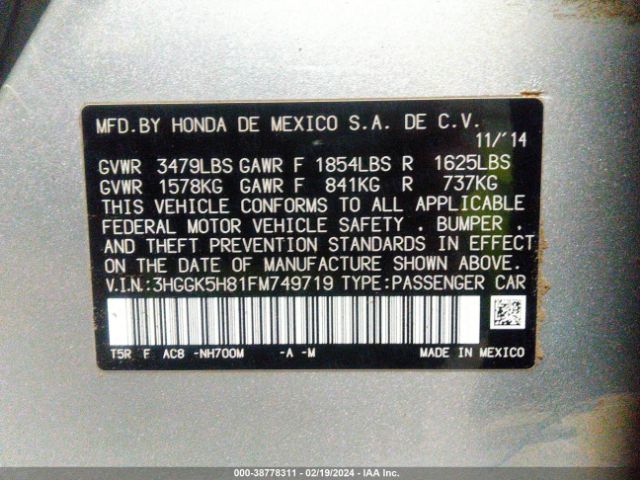 MFD.BY HONDA DE MEXICO S.A. DE C.V.
11/'14
GVWR 3479LBS GAWR F 1854LBS R 1625LBS
GVWR 1578KG GAWR F 841KG R 737KG
THIS VEHICLE CONFORMS TO ALL APPLICABLE
FEDERAL MOTOR VEHICLE SAFETY . BUMPER .
AND THEFT PREVENTION STANDARDS IN EFFECT
ON THE DATE OF MANUFACTURE SHOWN ABOVE.
V.I.N:3HGGK5H81FM749719 TYPE:PASSENGER CAR
T5R F AC8 -NH700M -A -M MADE IN MEXICO
000-38778311 - 02/19/2024 - IAA Inc.